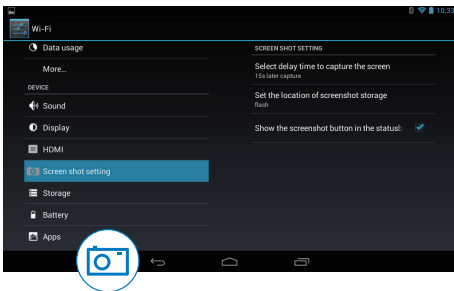 10:33
Wi-Fi
Data usage
More...
DEVICE
Sound
Display
HDMI
Screen shot setting
Storage
Battery
Apps
SCREEN SHOT SETTING
Select delay time to capture the screen
15s later capture
Set the location of screenshot storage
flash
Show the screenshot button in the statusb